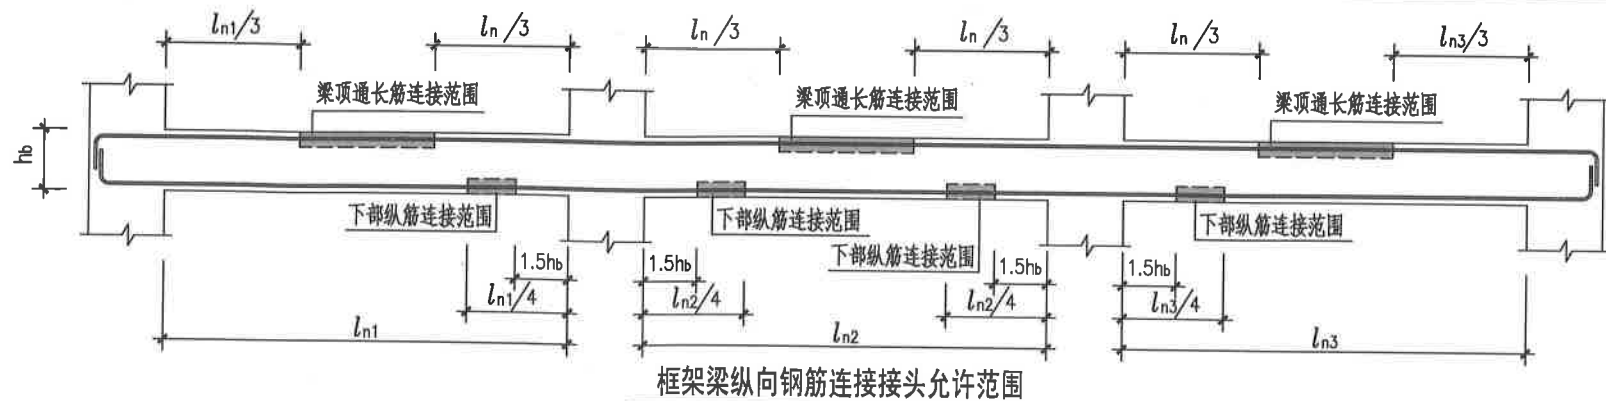 ln1/3
ln/3
ln/3
ln/3
ln/3
ln3/3
梁顶通长筋连接范围
梁顶通长筋连接范围
梁顶通长筋连接范围
hb
下部纵筋连接范围
下部纵筋连接范围
下部纵筋连接范围
下部纵筋连接范围
1.5hb
1.5hb
1.5hb
1.5hb
ln1/4
ln2/4
ln2/4
ln3/4
ln1
ln2
ln3
框架梁纵向钢筋连接接头允许范围